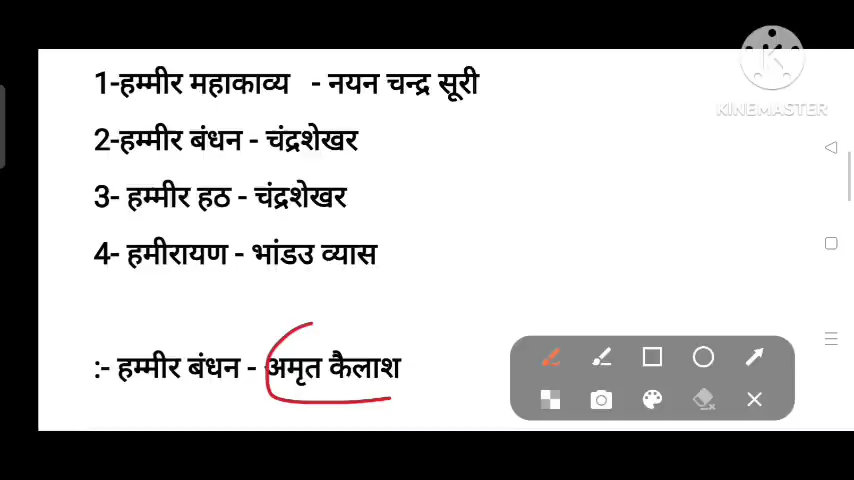 1-हम्मीर महाकाव्य - नयन चन्द्र सूरी
KINEMASTER
2-हम्मीर बंधन - चंद्रशेखर
3- हम्मीर हठ - चंद्रशेखर
4- हमीरायण - भांडउ व्यास
:- हम्मीर बंधन - अमृत कैलाश